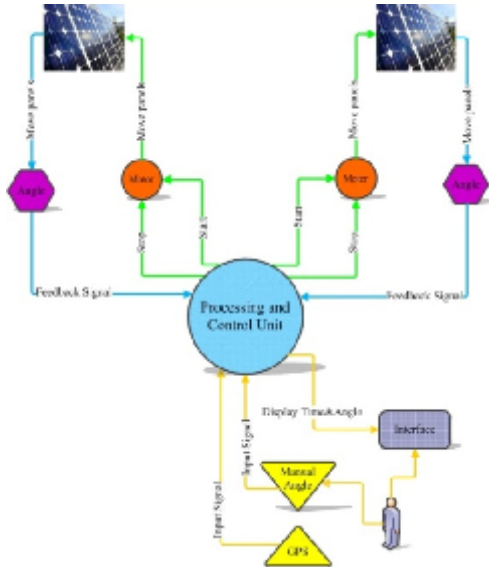 Move panels
Move panels
Move panels
Move panel
Angle
Motor
Motor
Angle
Stop
Start
Start
Stop
Feedback Signal
Feedback Signal
Processing and
Control Unit
Display Time&Angle
Interface
Input Signal
Input Signal
Manual
Angle
GPS